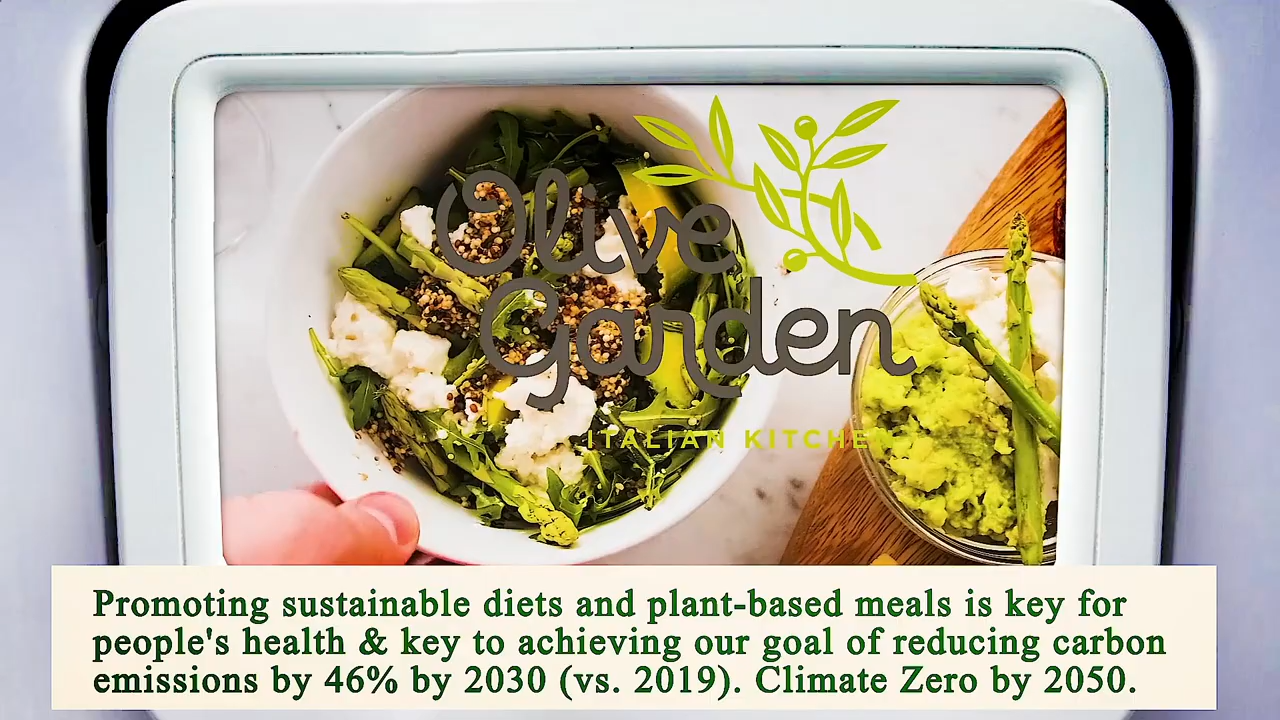 Olive
Garden
ITALIAN KITCHEN
Promoting sustainable diets and plant-based meals is key for
people's health & key to achieving our goal of reducing carbon
emissions by 46% by 2030 (vs. 2019). Climate Zero by 2050.